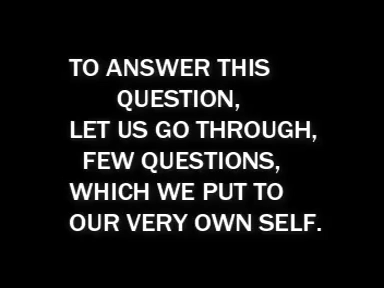 TO ANSWER THIS
QUESTION,
LET US GO THROUGH,
FEW QUESTIONS,
WHICH WE PUT TO
OUR VERY OWN SELF.